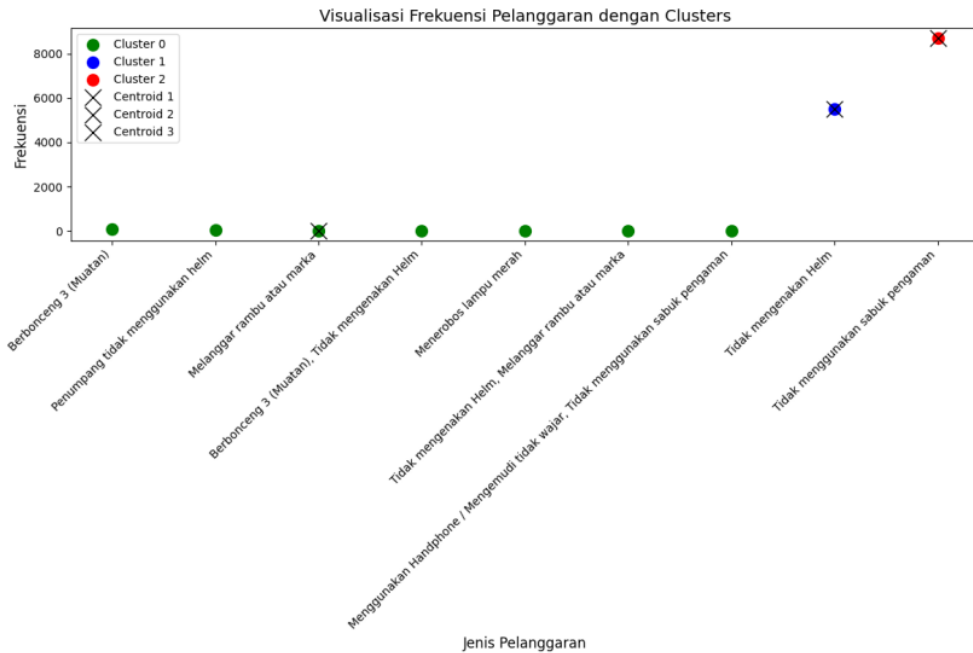 Visualisasi Frekuensi Pelanggaran dengan Clusters
Cluster 0
Cluster 1
Cluster 2
Centroid 1
Centroid 2
Centroid 3
Frekuensi
8000
6000
4000
2000
0
Berbonceng 3 (Muatan)
Penumpang tidak menggunakan helm
Melanggar rambu atau marka
Berbonceng 3 (Muatan), Tidak mengenakan Helm
Menerobos lampu merah
Tidak mengenakan Helm, Melanggar rambu atau marka
Menggunakan Handphone / Mengemudi tidak wajar, Tidak menggunakan sabuk pengaman
Tidak mengenakan Helm
Tidak menggunakan sabuk pengaman
Jenis Pelanggaran